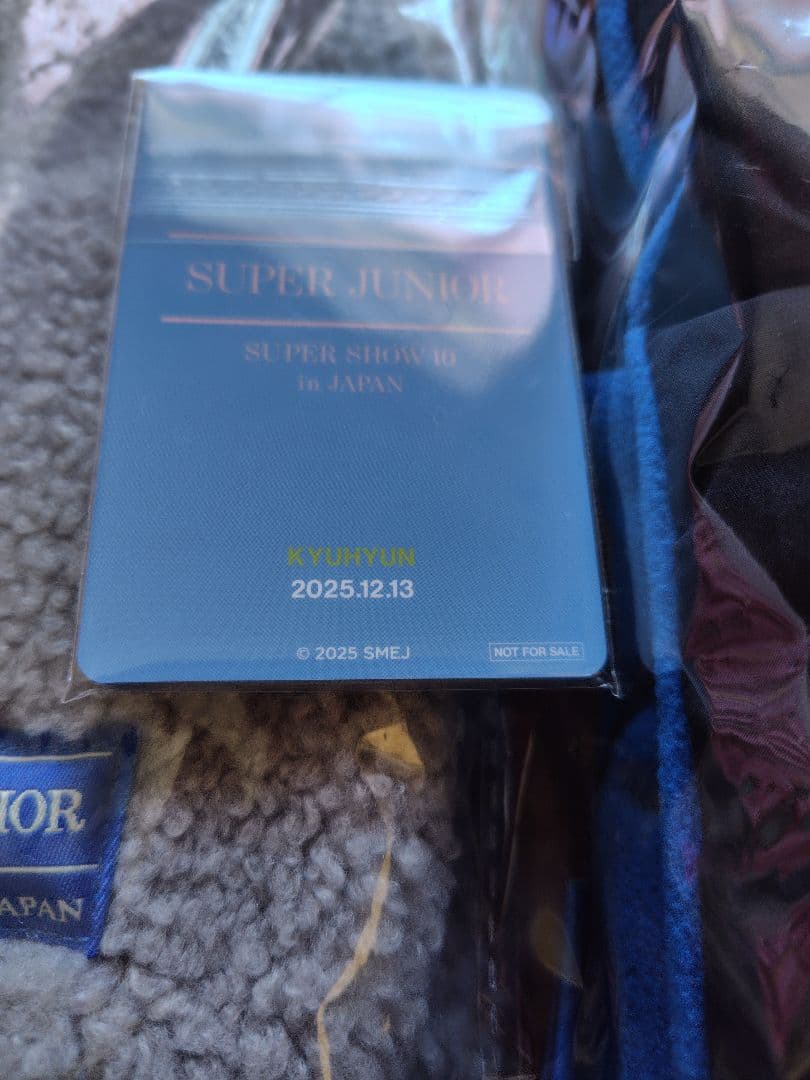 SUPER JUNIOR
SUPER SHOW 10
in JAPAN
KYUHYUN
2025.12.13
© 2025 SMEJ
NOT FOR SALE
IOR
APAN